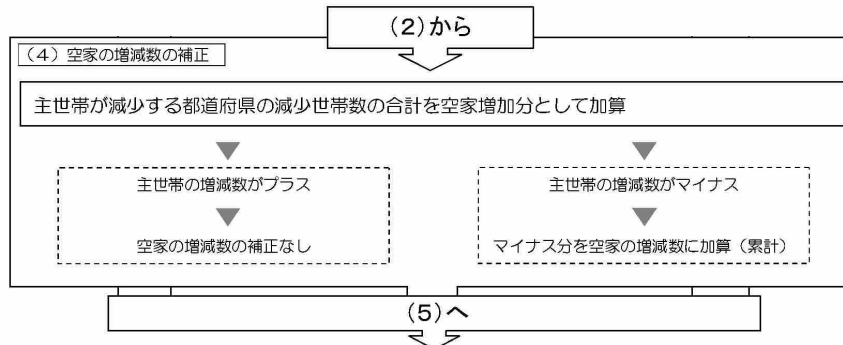 (2)から
(4)空家の増減数の補正
主世帯が減少する都道府県の減少世帯数の合計を空家増加分として加算
主世帯の増減数がプラス
空家の増減数の補正なし
主世帯の増減数がマイナス
マイナス分を空家の増減数に加算(累計)
(5)へ